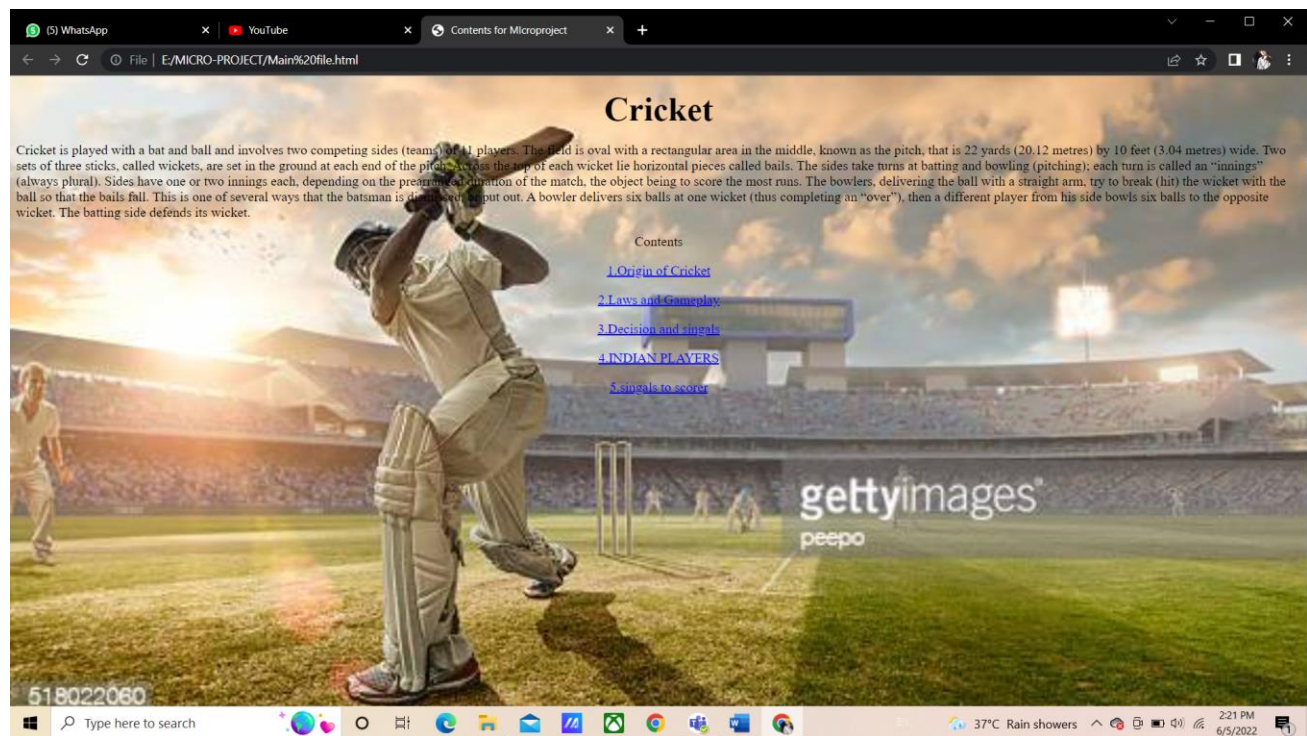 (5) WhatsApp
YouTube
Contents for MIcroproject
File | E:/MICRO-PROJECT/Main%20file.html
Cricket
Cricket is played with a bat and ball and involves two competing sides (teams) of 11 players. The field is oval with a rectangular area in the middle, known as the pitch, that is 22 yards (20.12 metres) by 10 feet (3.04 metres) wide. Two
sets of three sticks, called wickets, are set in the ground at each end of the pitch. Across the top of each wicket lie horizontal pieces called bails. The sides take turns at batting and bowling (pitching); each turn is called an “innings”
(always plural). Sides have one or two innings each, depending on the prearranged duration of the match, the object being to score the most runs. The bowlers, delivering the ball with a straight arm, try to break (hit) the wicket with the
ball so that the bails fall. This is one of several ways that the batsman is dismissed, or put out. A bowler delivers six balls at one wicket (thus completing an “over”), then a different player from his side bowls six balls to the opposite
wicket. The batting side defends its wicket.
Contents
1.Origin of Cricket
2.Laws and Gameplay
3.Decision and singals
4.INDIAN PLAYERS
5.singals to scorer
gettyimages®
peepo
518022060
Type here to search
37°C Rain showers
2:21 PM
6/5/2022
1